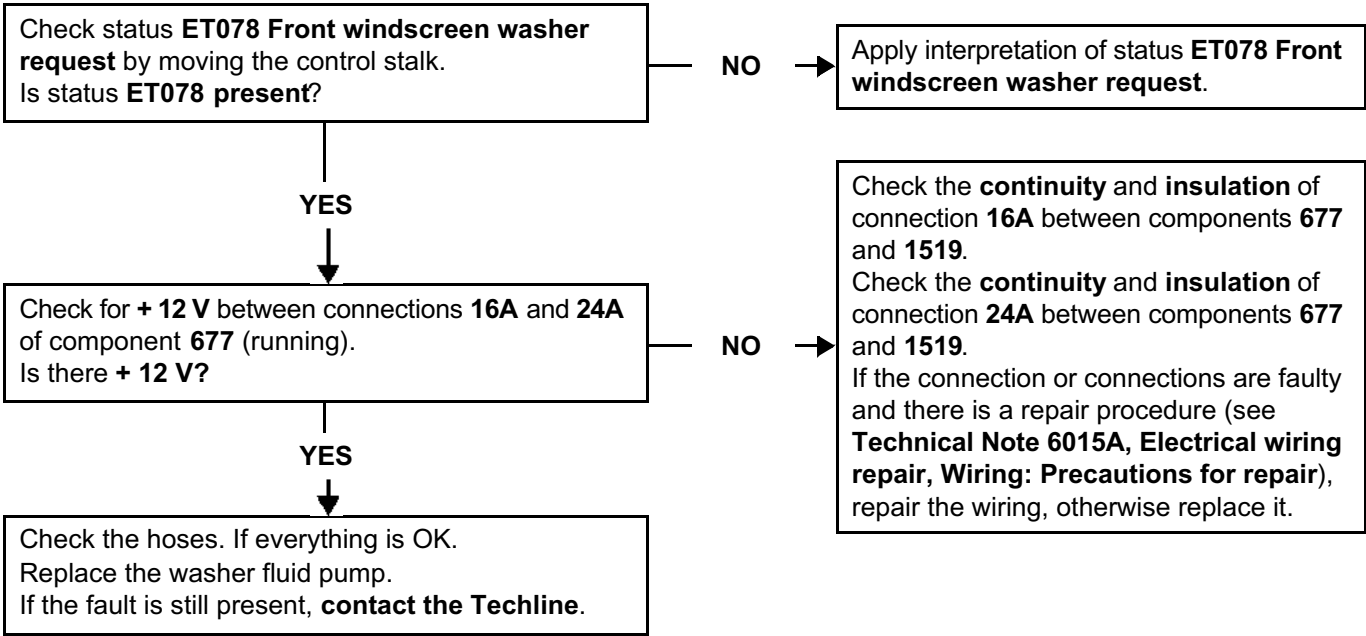 Check status ET078 Front windscreen washer
request by moving the control stalk.
Is status ET078 present?
NO
Apply interpretation of status ET078 Front
windscreen washer request.
YES
Check for + 12 V between connections 16A and 24A
of component 677 (running).
Is there + 12 V?
NO
Check the continuity and insulation of
connection 16A between components 677
and 1519.
Check the continuity and insulation of
connection 24A between components 677
and 1519.
If the connection or connections are faulty
and there is a repair procedure (see
Technical Note 6015A, Electrical wiring
repair, Wiring: Precautions for repair),
repair the wiring, otherwise replace it.
YES
Check the hoses. If everything is OK.
Replace the washer fluid pump.
If the fault is still present, contact the Techline.